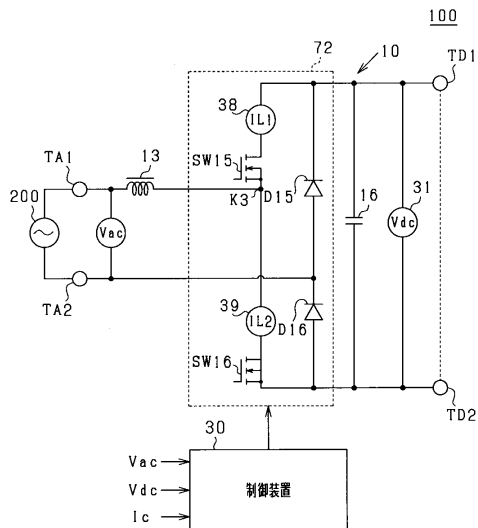 100
72
10
TD1
38
IL1
SW15
TA1
13
K3
D15
16
31
Vdc
200
Vac
TA2
39
IL2
D16
SW16
TD2
30
Vac
Vdc
Ic
制御装置